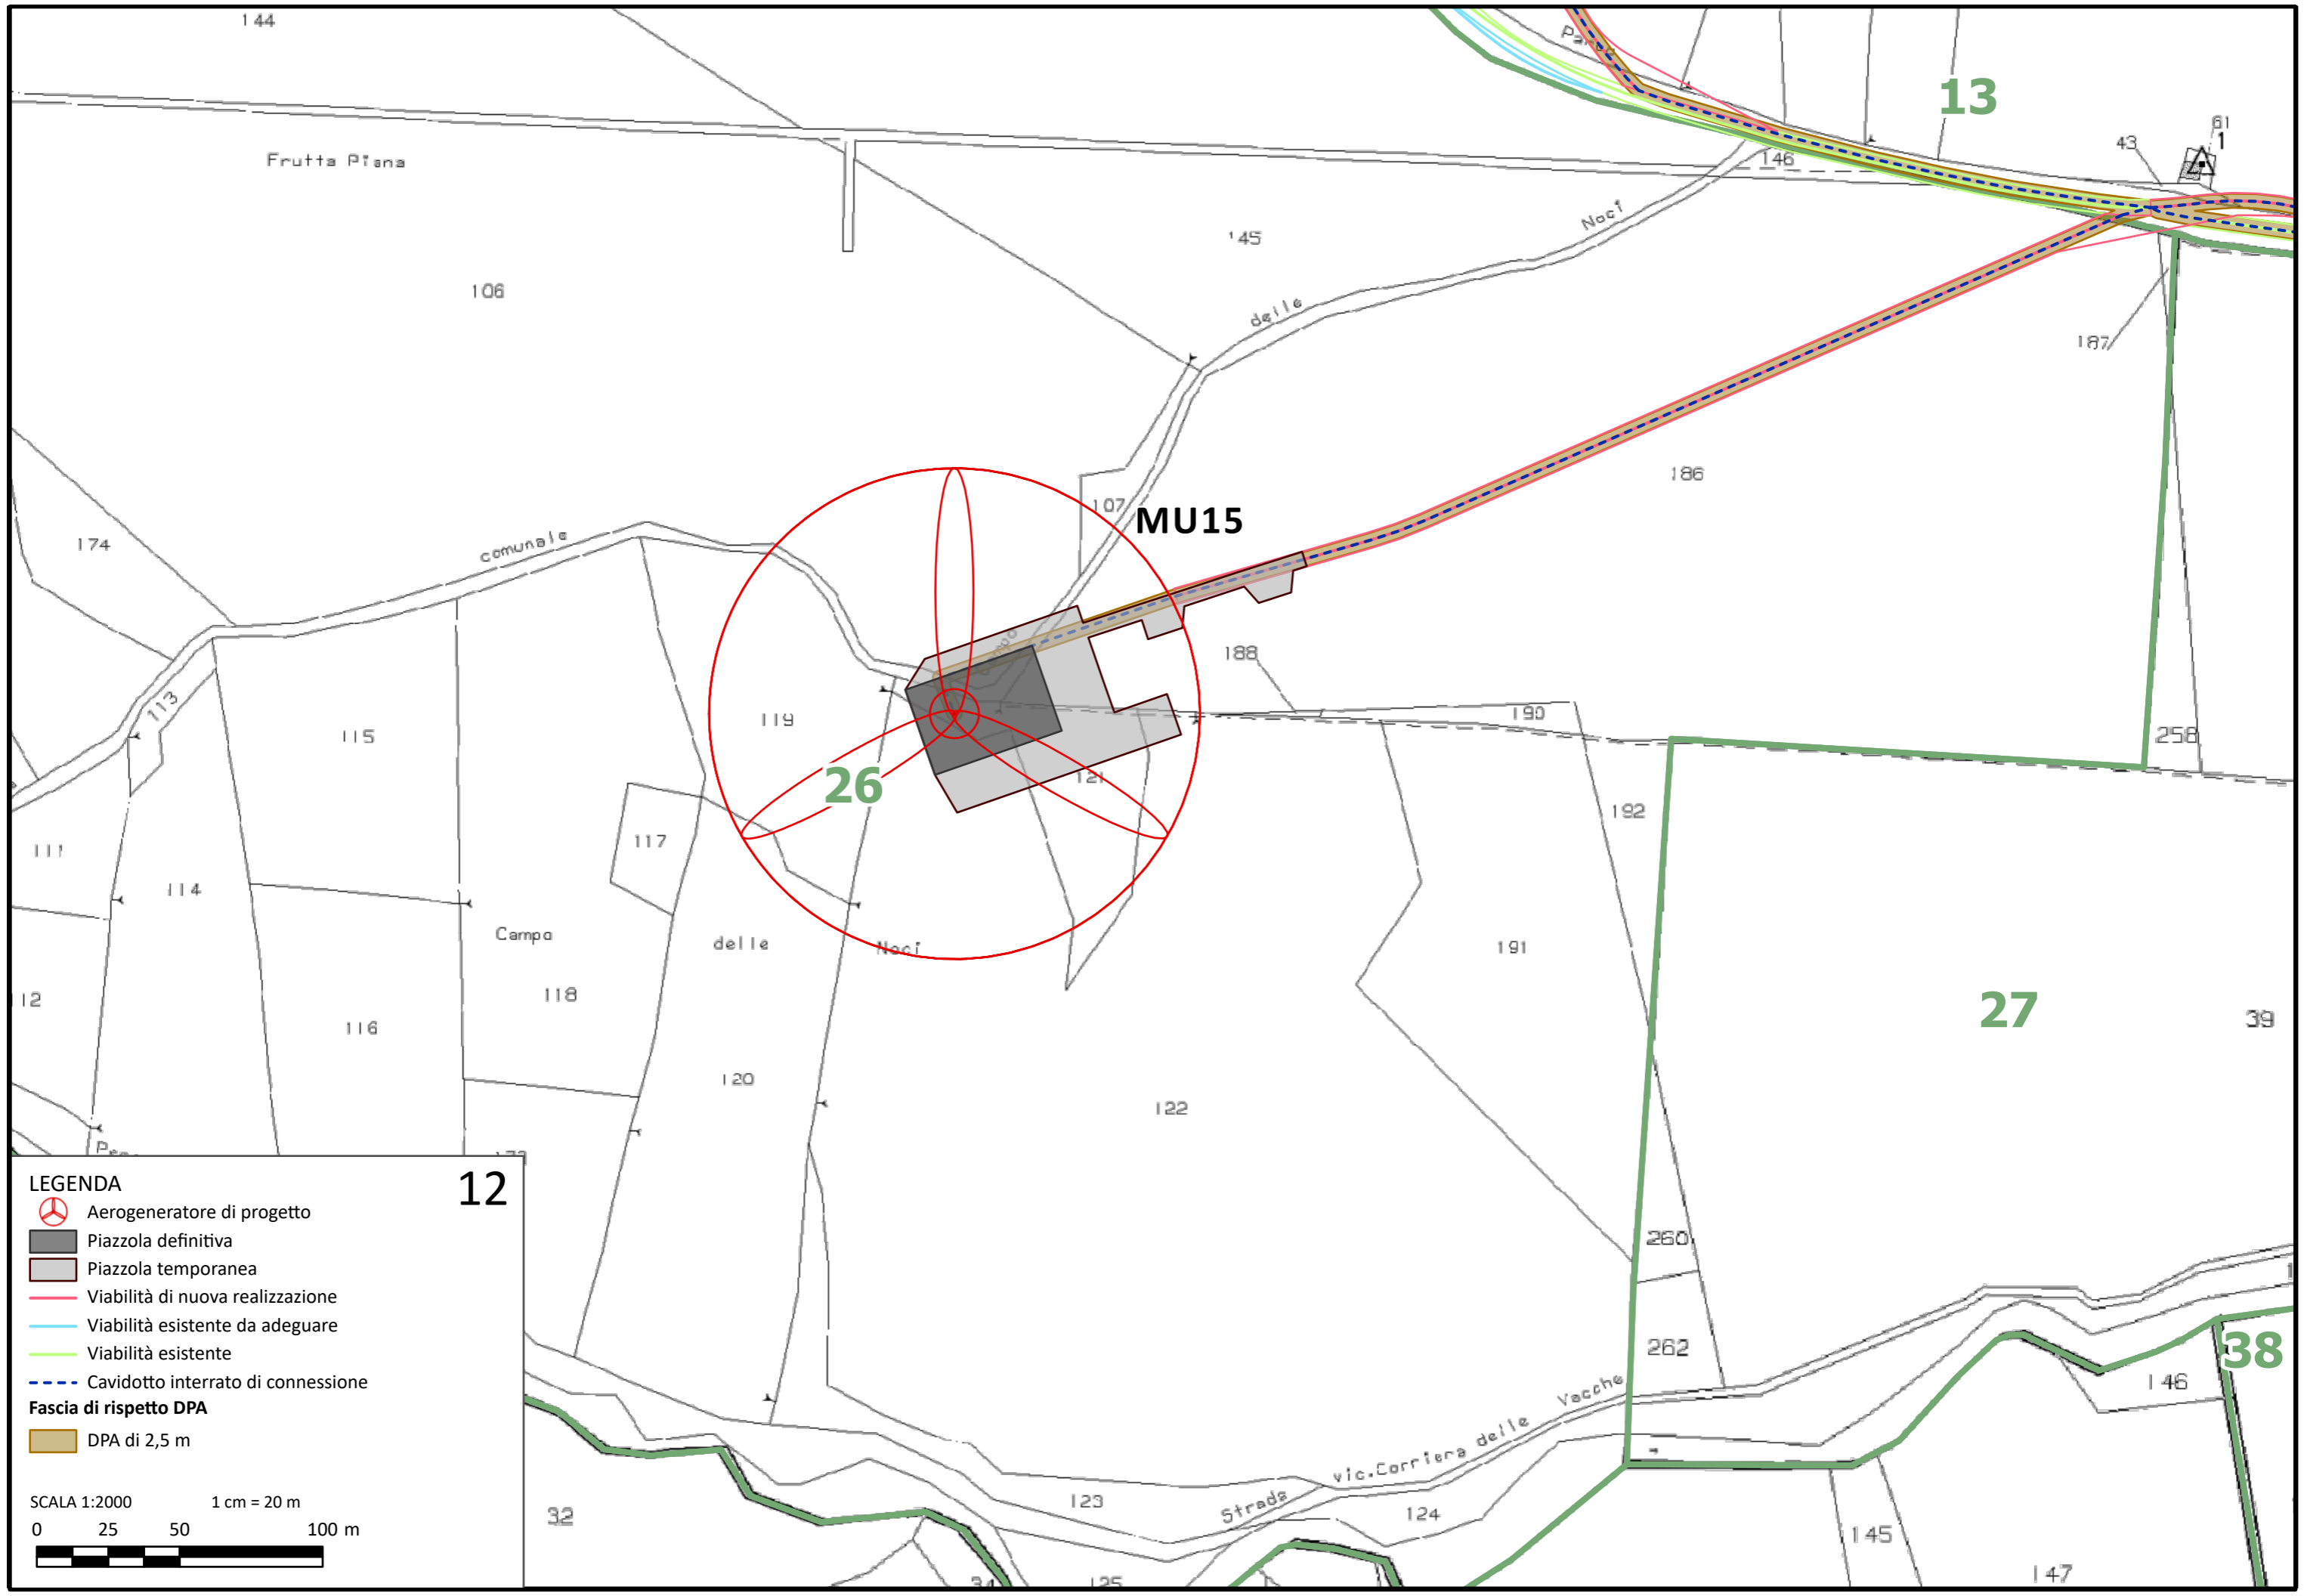 144
13
61
1
43
146
Frutta Piana
Noci
145
106
delle
187
186
107
MU15
174
comunale
188
190
113
119
115
258
121
26
182
117
111
114
Campo
delle
Noci
191
112
118
27
39
116
120
122
260
262
38
146
Strada
vic.Corriera delle
Vacche
123
124
32
145
147
34
125
LEGENDA
12
Aerogeneratore di progetto
Piazzola definitiva
Piazzola temporanea
Viabilità di nuova realizzazione
Viabilità esistente da adeguare
Viabilità esistente
Cavidotto interrato di connessione
Fascia di rispetto DPA
DPA di 2,5 m
SCALA 1:2000
1 cm = 20 m
0 25 50 100 m